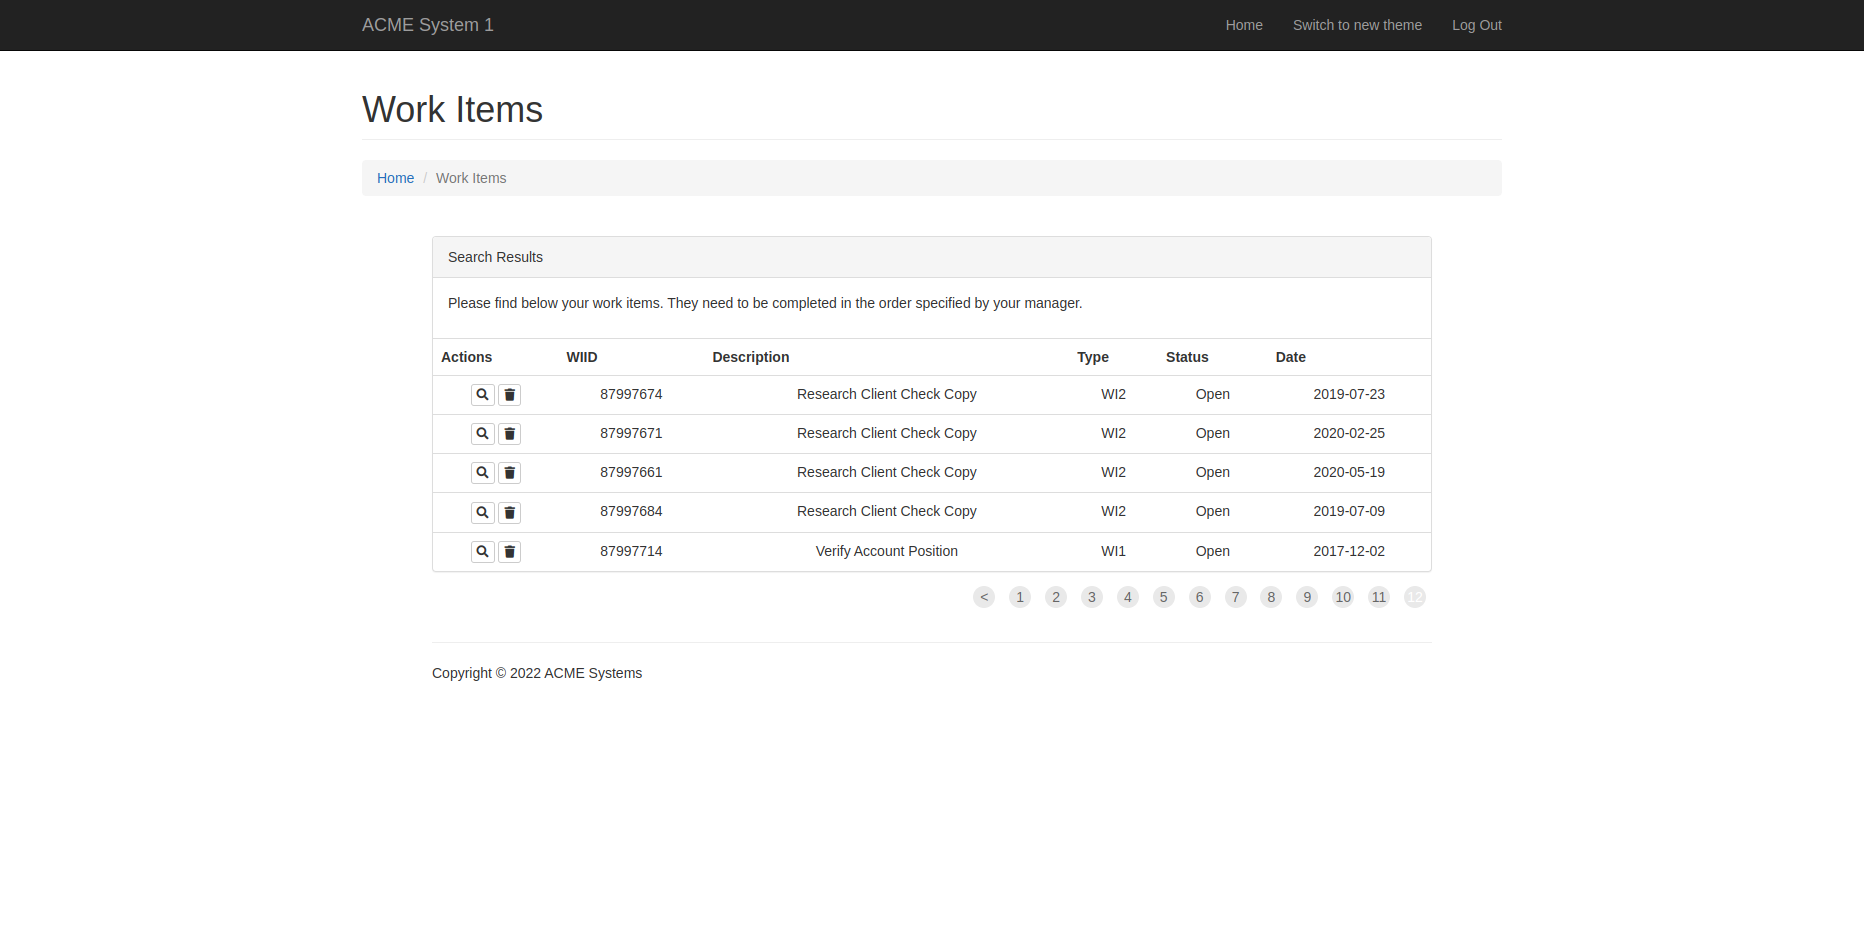 ACME System 1 Home Switch to new theme Log Out
Work Items
Home / Work Items
Search Results
Please find below your work items. They need to be completed in the order specified by your manager.
Actions WIID Description Type Status Date
87997674 Research Client Check Copy WI2 Open 2019-07-23
87997671 Research Client Check Copy WI2 Open 2020-02-25
87997661 Research Client Check Copy WI2 Open 2020-05-19
87997684 Research Client Check Copy WI2 Open 2019-07-09
87997714 Verify Account Position WI1 Open 2017-12-02
< 1 2 3 4 5 6 7 8 9 10 11 12
Copyright © 2022 ACME Systems